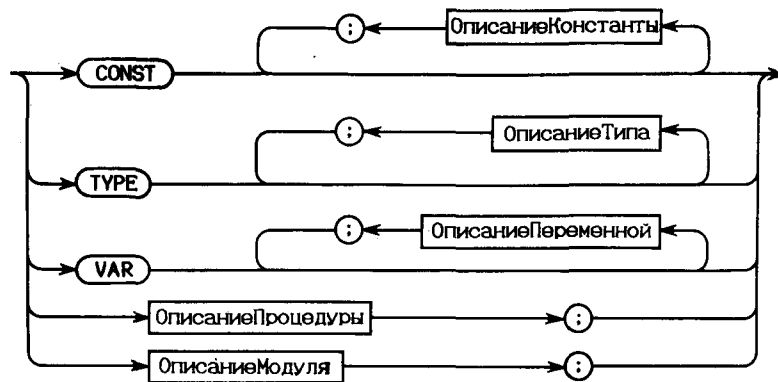 ; ОписаниеКонстанты
CONST
; ОписаниеТипа
TYPE
; ОписаниеПеременной
VAR
ОписаниеПроцедуры ;
ОписаниеМодуля ;